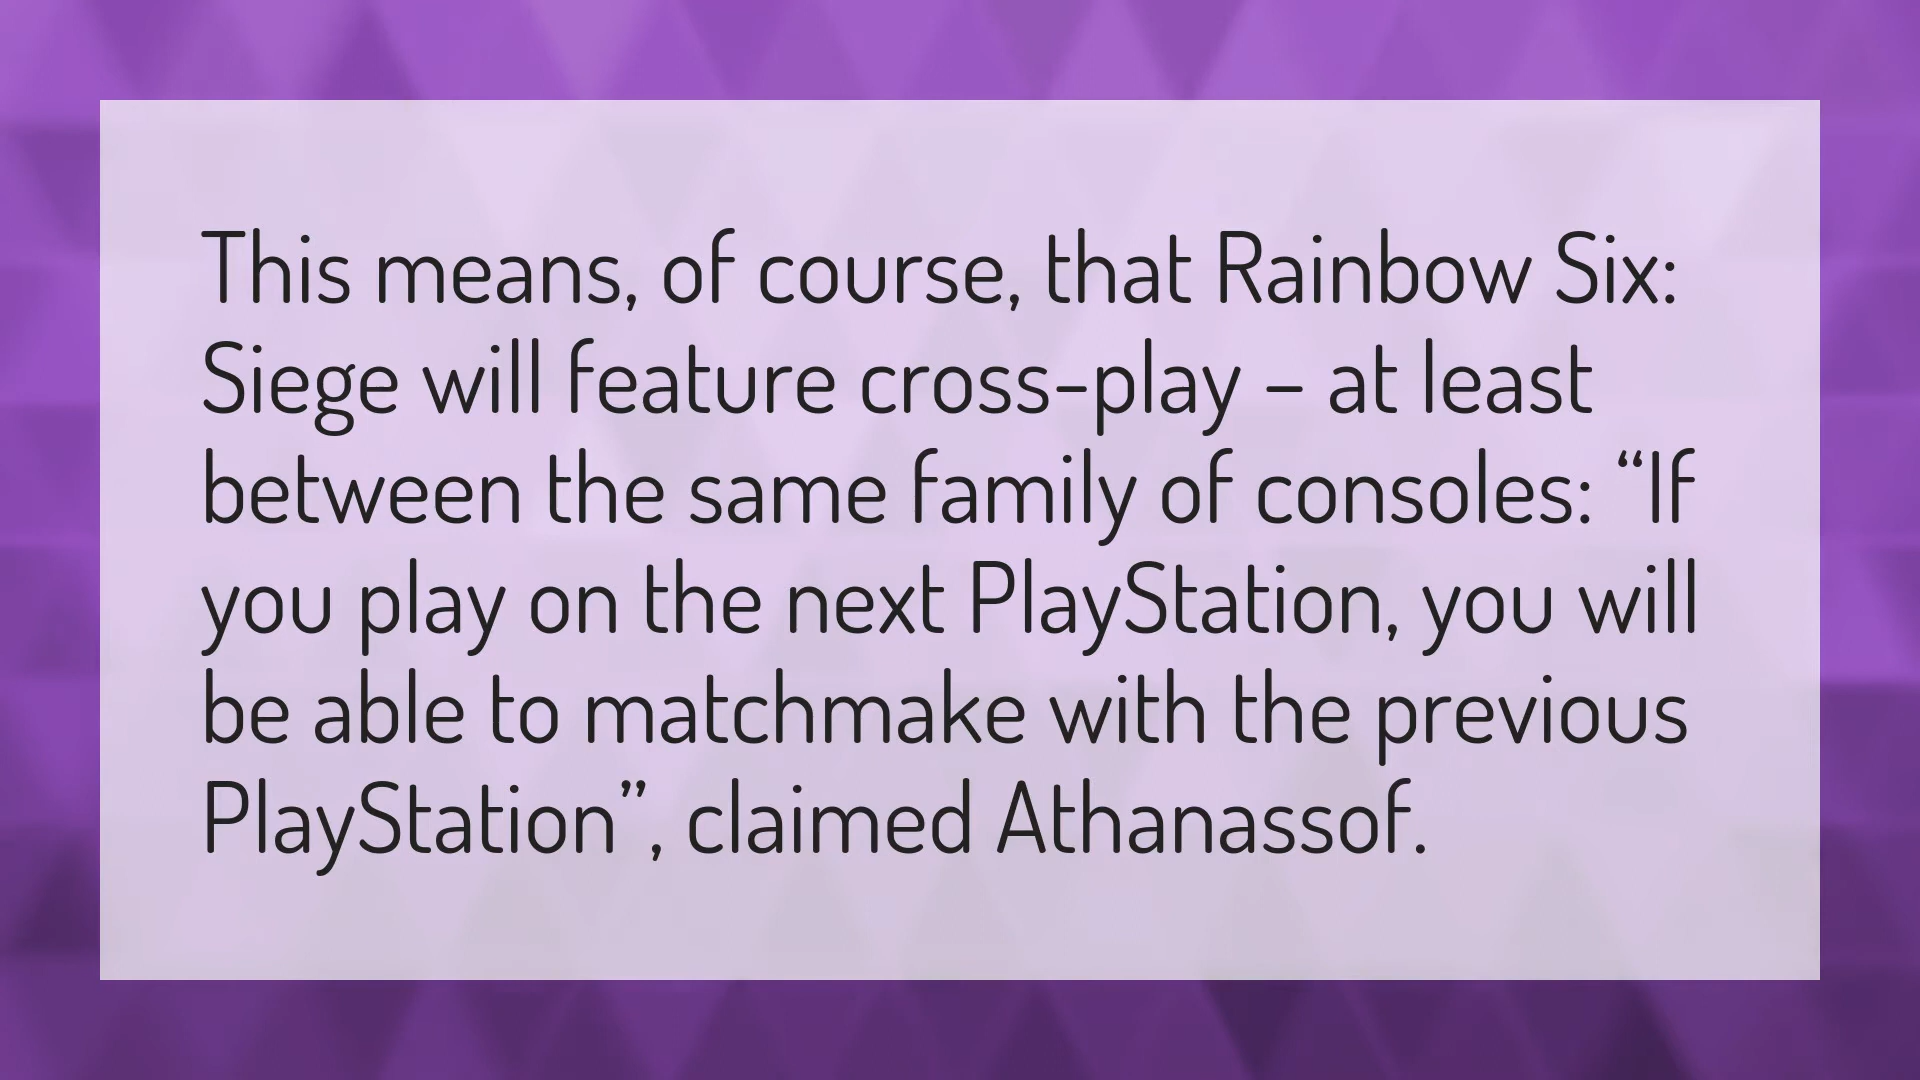 This means, of course, that Rainbow Six:
Siege will feature cross-play – at least
between the same family of consoles: “If
you play on the next PlayStation, you will
be able to matchmake with the previous
PlayStation”, claimed Athanassof.